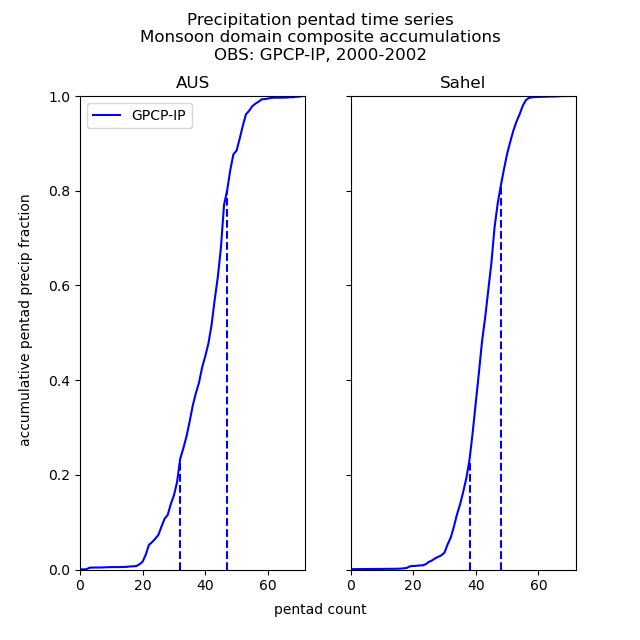 Precipitation pentad time series
Monsoon domain composite accumulations
OBS: GPCP-IP, 2000-2002
AUS
Sahel
GPCP-IP
accumulative pentad precip fraction
1.0
0.8
0.6
0.4
0.2
0.0
0 20 40 60
0 20 40 60
pentad count